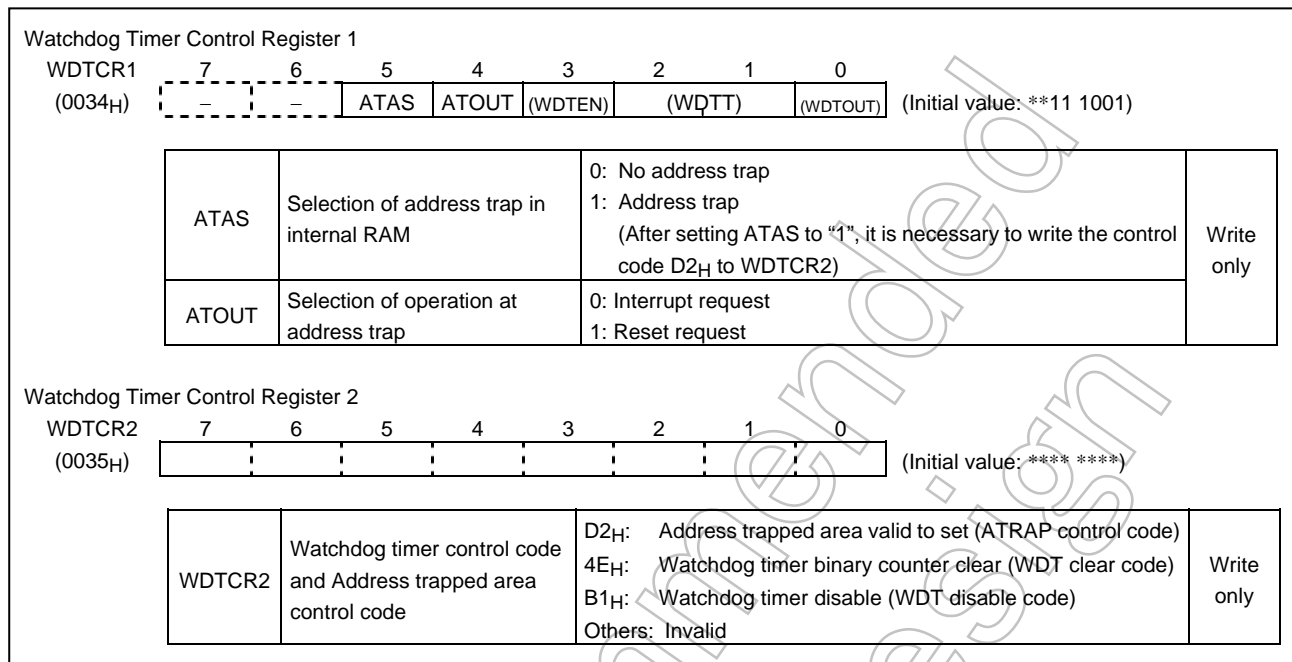 Watchdog Timer Control Register 1
WDTCR1 7 6 5 4 3 2 1 0
(0034H) – – ATAS ATOUT (WDTEN) (WDTT) (WDTOUT) (Initial value: **11 1001)
ATAS
Selection of address trap in
internal RAM
0: No address trap
1: Address trap
(After setting ATAS to “1”, it is necessary to write the control
code D2H to WDTCR2)
Write
only
ATOUT
Selection of operation at
address trap
0: Interrupt request
1: Reset request
Watchdog Timer Control Register 2
WDTCR2 7 6 5 4 3 2 1 0
(0035H) (Initial value: **** ****)
WDTCR2
Watchdog timer control code
and Address trapped area
control code
D2H: Address trapped area valid to set (ATRAP control code)
4EH: Watchdog timer binary counter clear (WDT clear code)
B1H: Watchdog timer disable (WDT disable code)
Others: Invalid
Write
only
mmended
esign